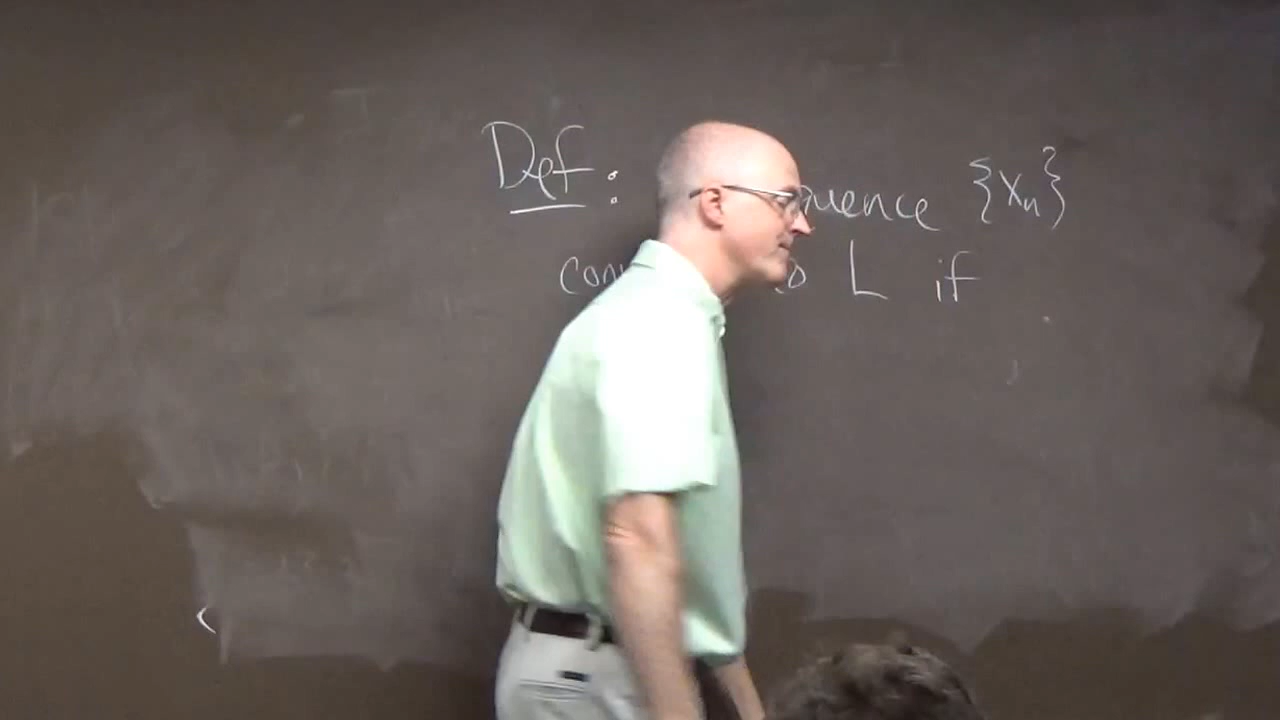 Def: quence {xn}
con o L if